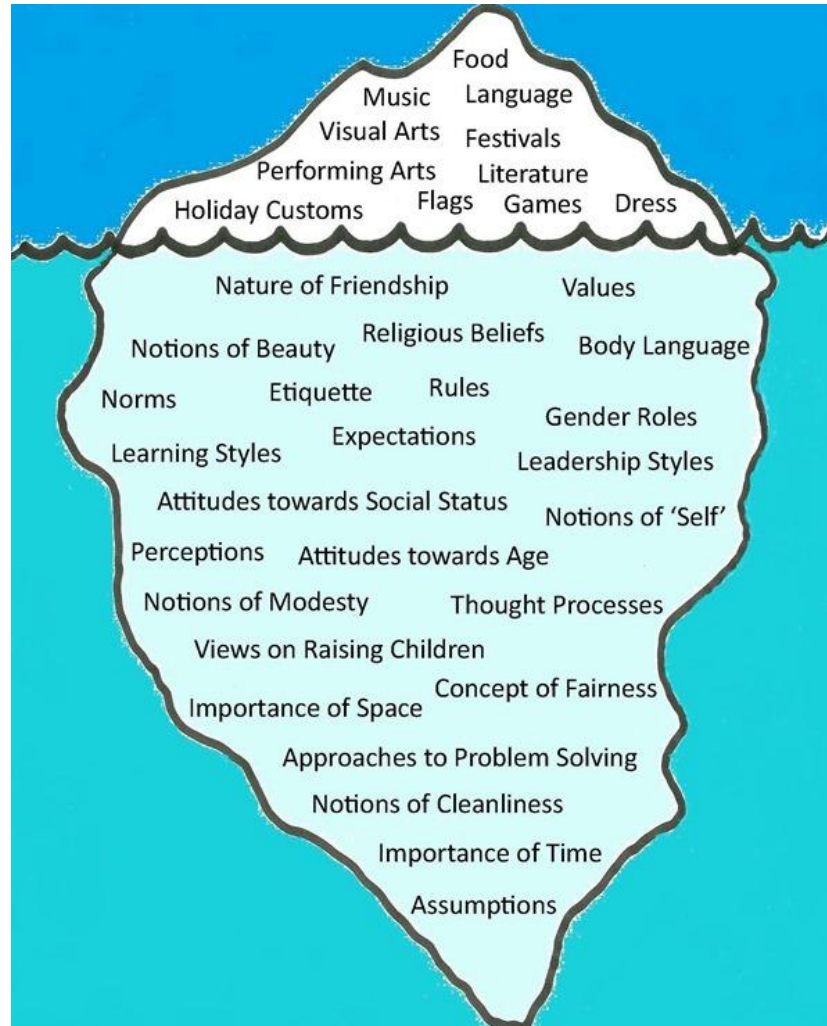 Food
Music Language
Visual Arts Festivals
Performing Arts Literature
Holiday Customs Flags Games Dress
Nature of Friendship Values
Notions of Beauty Religious Beliefs Body Language
Norms Etiquette Rules
Gender Roles
Learning Styles Expectations
Leadership Styles
Attitudes towards Social Status
Notions of ‘Self’
Perceptions Attitudes towards Age
Notions of Modesty Thought Processes
Views on Raising Children
Concept of Fairness
Importance of Space
Approaches to Problem Solving
Notions of Cleanliness
Importance of Time
Assumptions